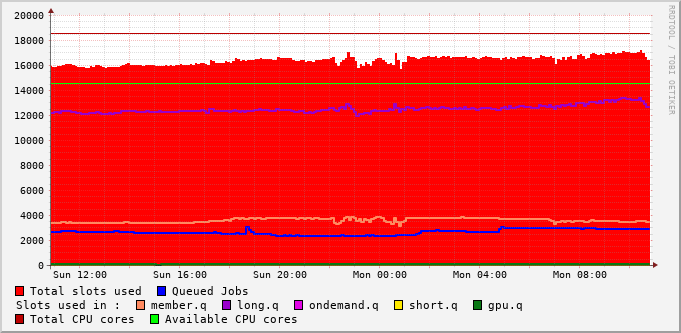 RRDTOOL / TOBI OETIKER
20000
18000
16000
14000
12000
10000
8000
6000
4000
2000
0
Sun 12:00 Sun 16:00 Sun 20:00 Mon 00:00 Mon 04:00 Mon 08:00
Total slots used Queued Jobs
Slots used in : member.q long.q ondemand.q short.q gpu.q
Total CPU cores Available CPU cores